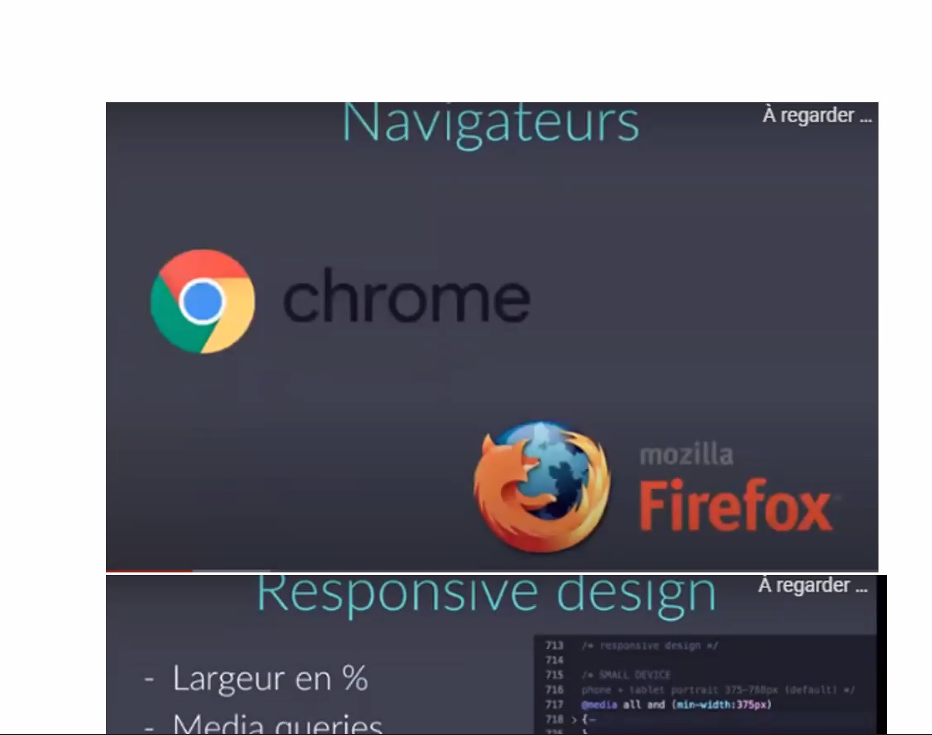 Navigateurs
À regarder ...
chrome
mozilla
Firefox
Responsive design
À regarder ...
- Largeur en %
- Media queries
713 /* responsive design */
714
715 /* SMALL DEVICE
716 phone + tablet portrait 375-768px (default) */
717 @media all and (min-width:375px)
718 > {–